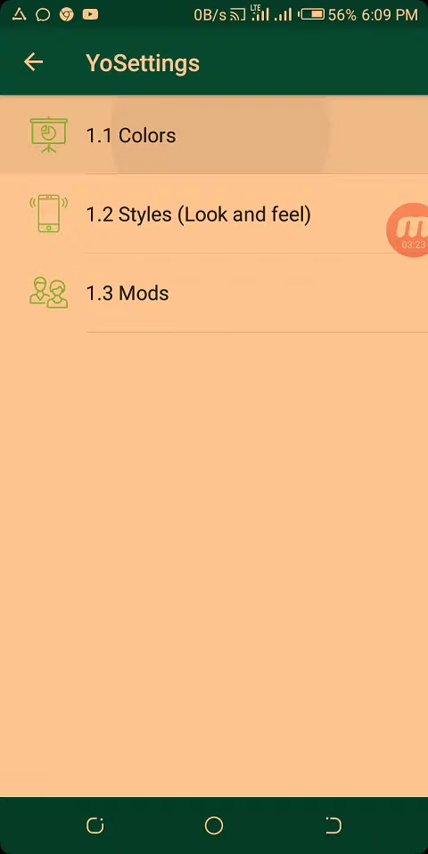 0B/s LTE 56% 6:09 PM
YoSettings
1.1 Colors
1.2 Styles (Look and feel)
m
03:23
1.3 Mods